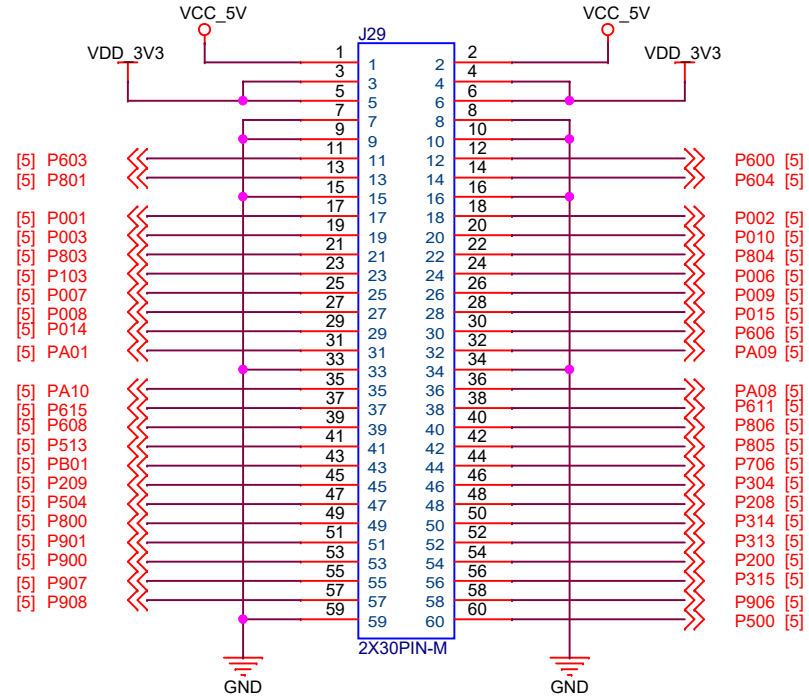 VCC_5V VCC_5V
J29
VDD_3V3 1 1 2 2 VDD_3V3
3 3 4 4
5 5 6 6
7 7 8 8
9 9 10 10
[5] P603 11 11 12 12 P600 [5]
[5] P801 13 13 14 14 P604 [5]
15 15 16 16
[5] P001 17 17 18 18 P002 [5]
[5] P003 19 19 20 20 P010 [5]
[5] P803 21 21 22 22 P804 [5]
[5] P103 23 23 24 24 P006 [5]
[5] P007 25 25 26 26 P009 [5]
[5] P008 27 27 28 28 P015 [5]
[5] P014 29 29 30 30 P606 [5]
[5] PA01 31 31 32 32 PA09 [5]
33 33 34 34
[5] PA10 35 35 36 36 PA08 [5]
[5] P615 37 37 38 38 P611 [5]
[5] P608 39 39 40 40 P806 [5]
[5] P513 41 41 42 42 P805 [5]
[5] PB01 43 43 44 44 P706 [5]
[5] P209 45 45 46 46 P304 [5]
[5] P504 47 47 48 48 P208 [5]
[5] P800 49 49 50 50 P314 [5]
[5] P901 51 51 52 52 P313 [5]
[5] P900 53 53 54 54 P200 [5]
[5] P907 55 55 56 56 P315 [5]
[5] P908 57 57 58 58 P906 [5]
59 59 60 60 P500 [5]
2X30PIN-M
GND GND